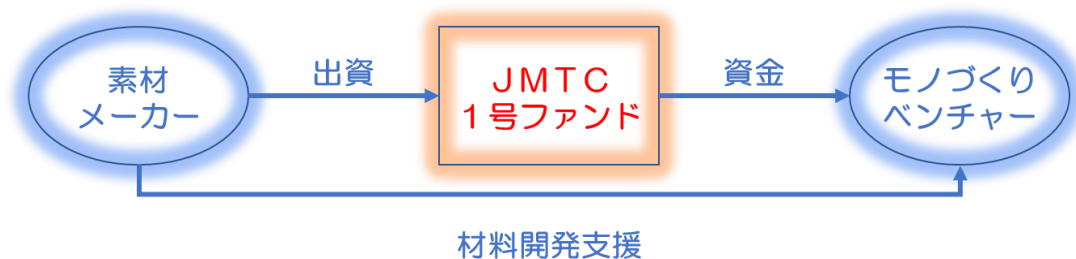 素材
メーカー
出資
ＪＭＴＣ
１号ファンド
資金
モノづくり
ベンチャー
材料開発支援